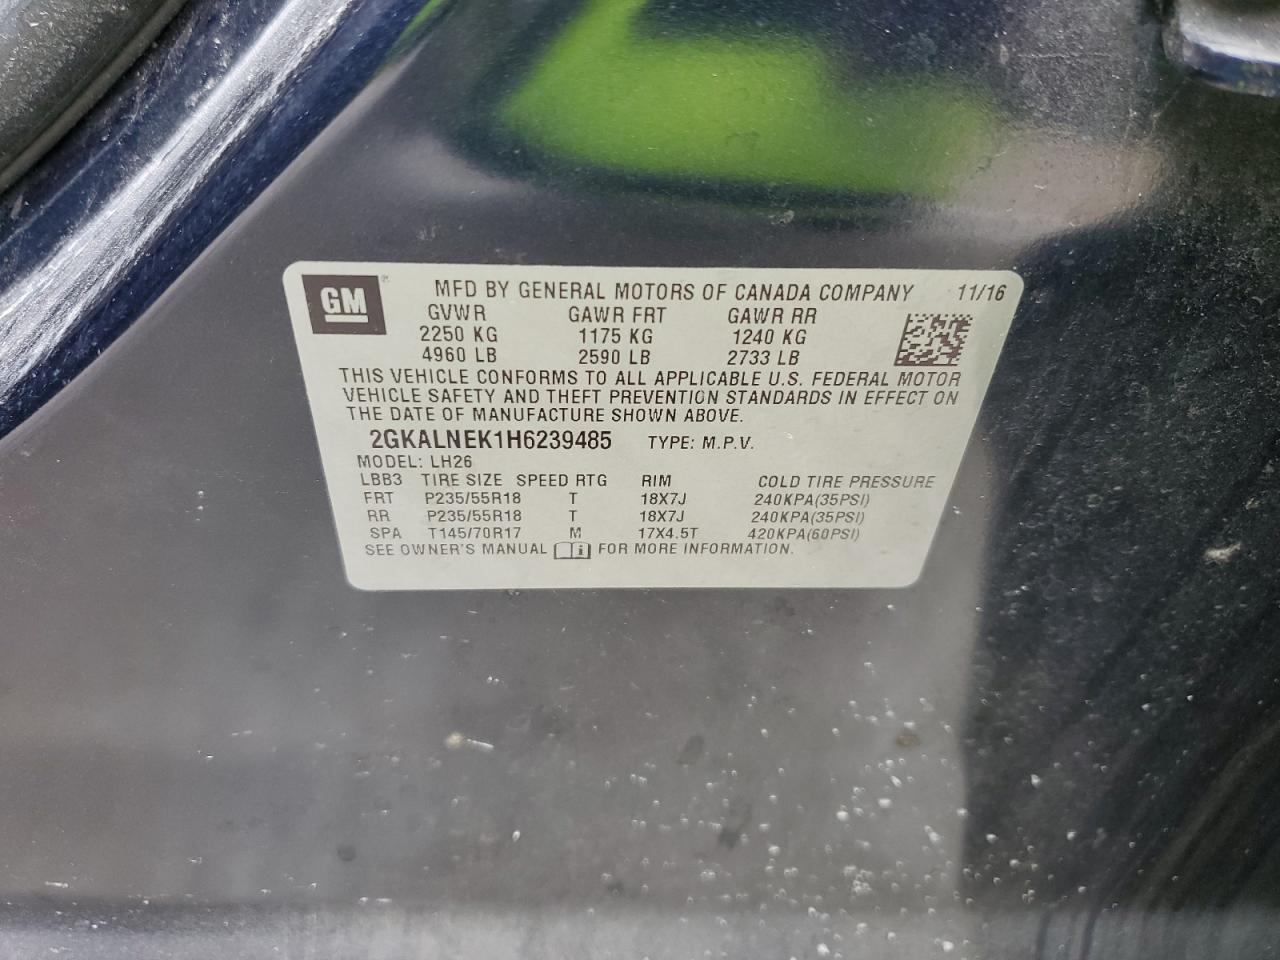 GM ® MFD BY GENERAL MOTORS OF CANADA COMPANY 11/16
GVWR GAWR FRT GAWR RR
2250 KG 1175 KG 1240 KG
4960 LB 2590 LB 2733 LB
THIS VEHICLE CONFORMS TO ALL APPLICABLE U.S. FEDERAL MOTOR
VEHICLE SAFETY AND THEFT PREVENTION STANDARDS IN EFFECT ON
THE DATE OF MANUFACTURE SHOWN ABOVE.
2GKALNEK1H6239485 TYPE: M.P.V.
MODEL: LH26
LBB3 TIRE SIZE SPEED RTG RIM COLD TIRE PRESSURE
FRT P235/55R18 T 18X7J 240KPA(35PSI)
RR P235/55R18 T 18X7J 240KPA(35PSI)
SPA T145/70R17 M 17X4.5T 420KPA(60PSI)
SEE OWNER'S MANUAL i FOR MORE INFORMATION.